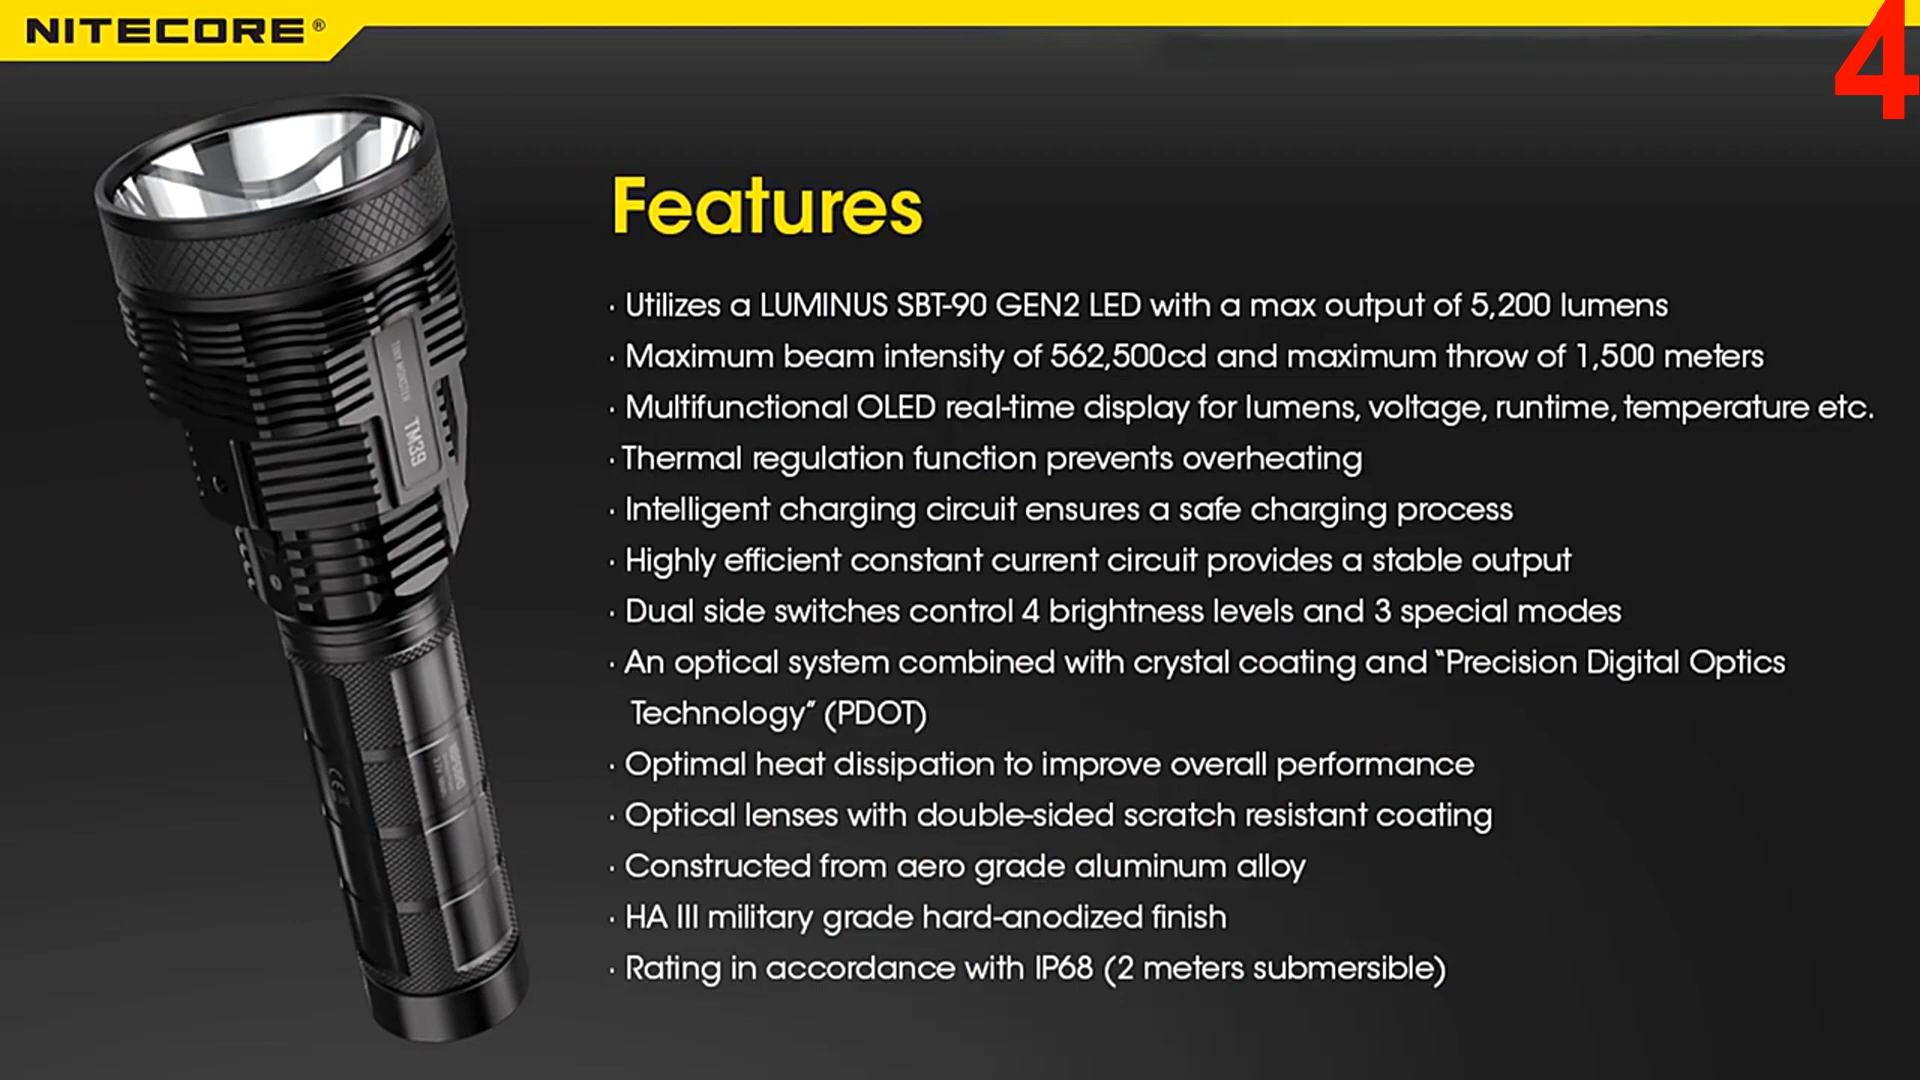 NITECORE®
4
Features
· Utilizes a LUMINUS SBT-90 GEN2 LED with a max output of 5,200 lumens
· Maximum beam intensity of 562,500cd and maximum throw of 1,500 meters
· Multifunctional OLED real-time display for lumens, voltage, runtime, temperature etc.
· Thermal regulation function prevents overheating
· Intelligent charging circuit ensures a safe charging process
· Highly efficient constant current circuit provides a stable output
· Dual side switches control 4 brightness levels and 3 special modes
· An optical system combined with crystal coating and “Precision Digital Optics
Technology” (PDOT)
· Optimal heat dissipation to improve overall performance
· Optical lenses with double-sided scratch resistant coating
· Constructed from aero grade aluminum alloy
· HA III military grade hard-anodized finish
· Rating in accordance with IP68 (2 meters submersible)
TINY MONSTER
TM39
CE